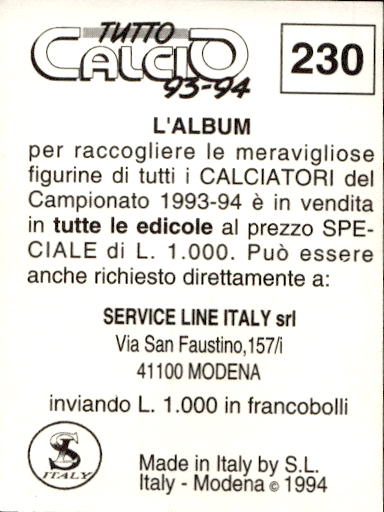 TUTTO
CALCIO
93-94
230
L'ALBUM
per raccogliere le meravigliose
figurine di tutti i CALCIATORI del
Campionato 1993-94 è in vendita
in tutte le edicole al prezzo SPE-
CIALE di L. 1.000. Può essere
anche richiesto direttamente a:
SERVICE LINE ITALY srl
Via San Faustino,157/i
41100 MODENA
inviando L. 1.000 in francobolli
SL
ITALY
Made in Italy by S.L.
Italy - Modena © 1994